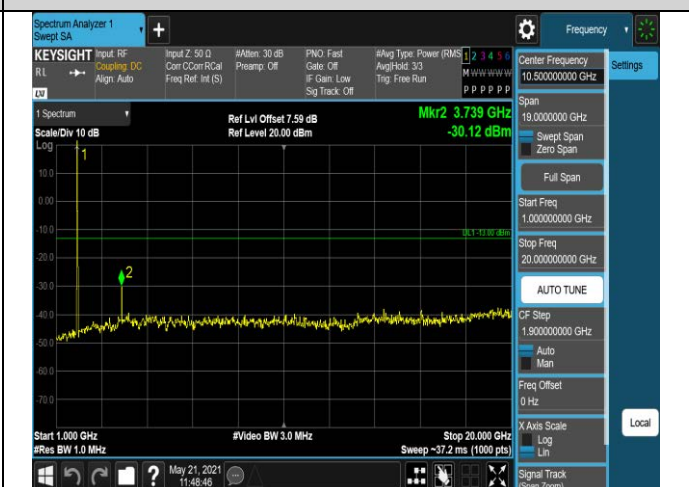 Spectrum Analyzer 1
Swept SA
+
Frequency
KEYSIGHT
RL
LXI
Input: RF
Coupling: DC
Align: Auto
Input Z: 50 Ω
Corr CCorr RCal
Freq Ref: Int (S)
#Atten: 30 dB
Preamp: Off
PNO: Fast
Gate: Off
IF Gain: Low
Sig Track: Off
#Avg Type: Power (RMS
Avg|Hold: 3/3
Trig: Free Run
1 2 3 4 5 6
M W W W W W
P P P P P P
1 Spectrum
Scale/Div 10 dB
Log
Ref Lvl Offset 7.59 dB
Ref Level 20.00 dBm
Mkr2 3.739 GHz
-30.12 dBm
1
10.0
0.00
-10.0
DL1 -13.00 dBm
-20.0
2
-30.0
-40.0
-50.0
-60.0
-70.0
Start 1.000 GHz
#Res BW 1.0 MHz
#Video BW 3.0 MHz
Stop 20.000 GHz
Sweep ~37.2 ms (1000 pts)
Center Frequency
10.50000000 GHz
Settings
Span
19.0000000 GHz
Swept Span
Zero Span
Full Span
Start Freq
1.000000000 GHz
Stop Freq
20.000000000 GHz
AUTO TUNE
CF Step
1.900000000 GHz
Auto
Man
Freq Offset
0 Hz
X Axis Scale
Log
Lin
Local
Signal Track
(Span Zoom)
?
May 21, 2021
11:48:46